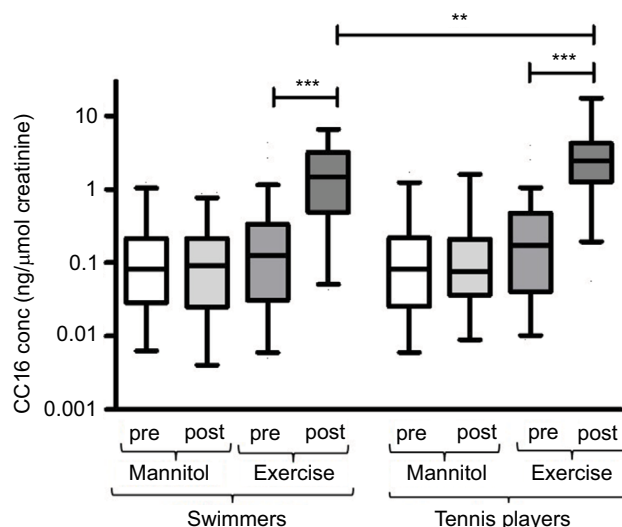 **
***
***
CC16 conc (ng/μmol creatinine)
10
1
0.1
0.01
0.001
pre post pre post pre post pre post
Mannitol Exercise Mannitol Exercise
Swimmers Tennis players